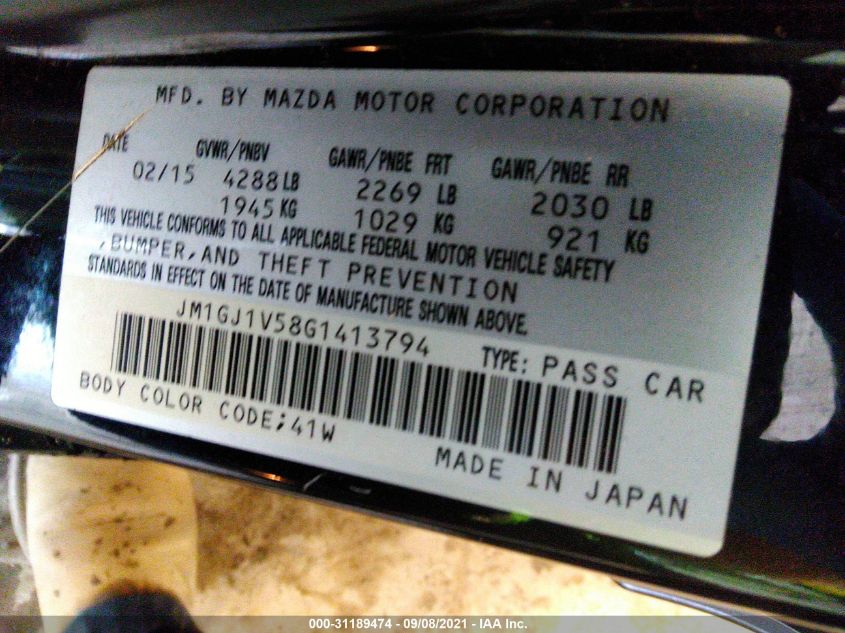 MFD. BY MAZDA MOTOR CORPORATION
DATE GVWR/PNBV GAWR/PNBE FRT GAWR/PNBE RR
02/15 4288 LB 2269 LB 2030 LB
1945 KG 1029 KG 921 KG
THIS VEHICLE CONFORMS TO ALL APPLICABLE FEDERAL MOTOR VEHICLE SAFETY
,BUMPER,AND THEFT PREVENTION
STANDARDS IN EFFECT ON THE DATE OF MANUFACTURE SHOWN ABOVE.
JM1GJ1V58G1413794 TYPE: PASS CAR
BODY COLOR CODE;41W
MADE IN JAPAN
000-31189474 - 09/08/2021 - IAA Inc.